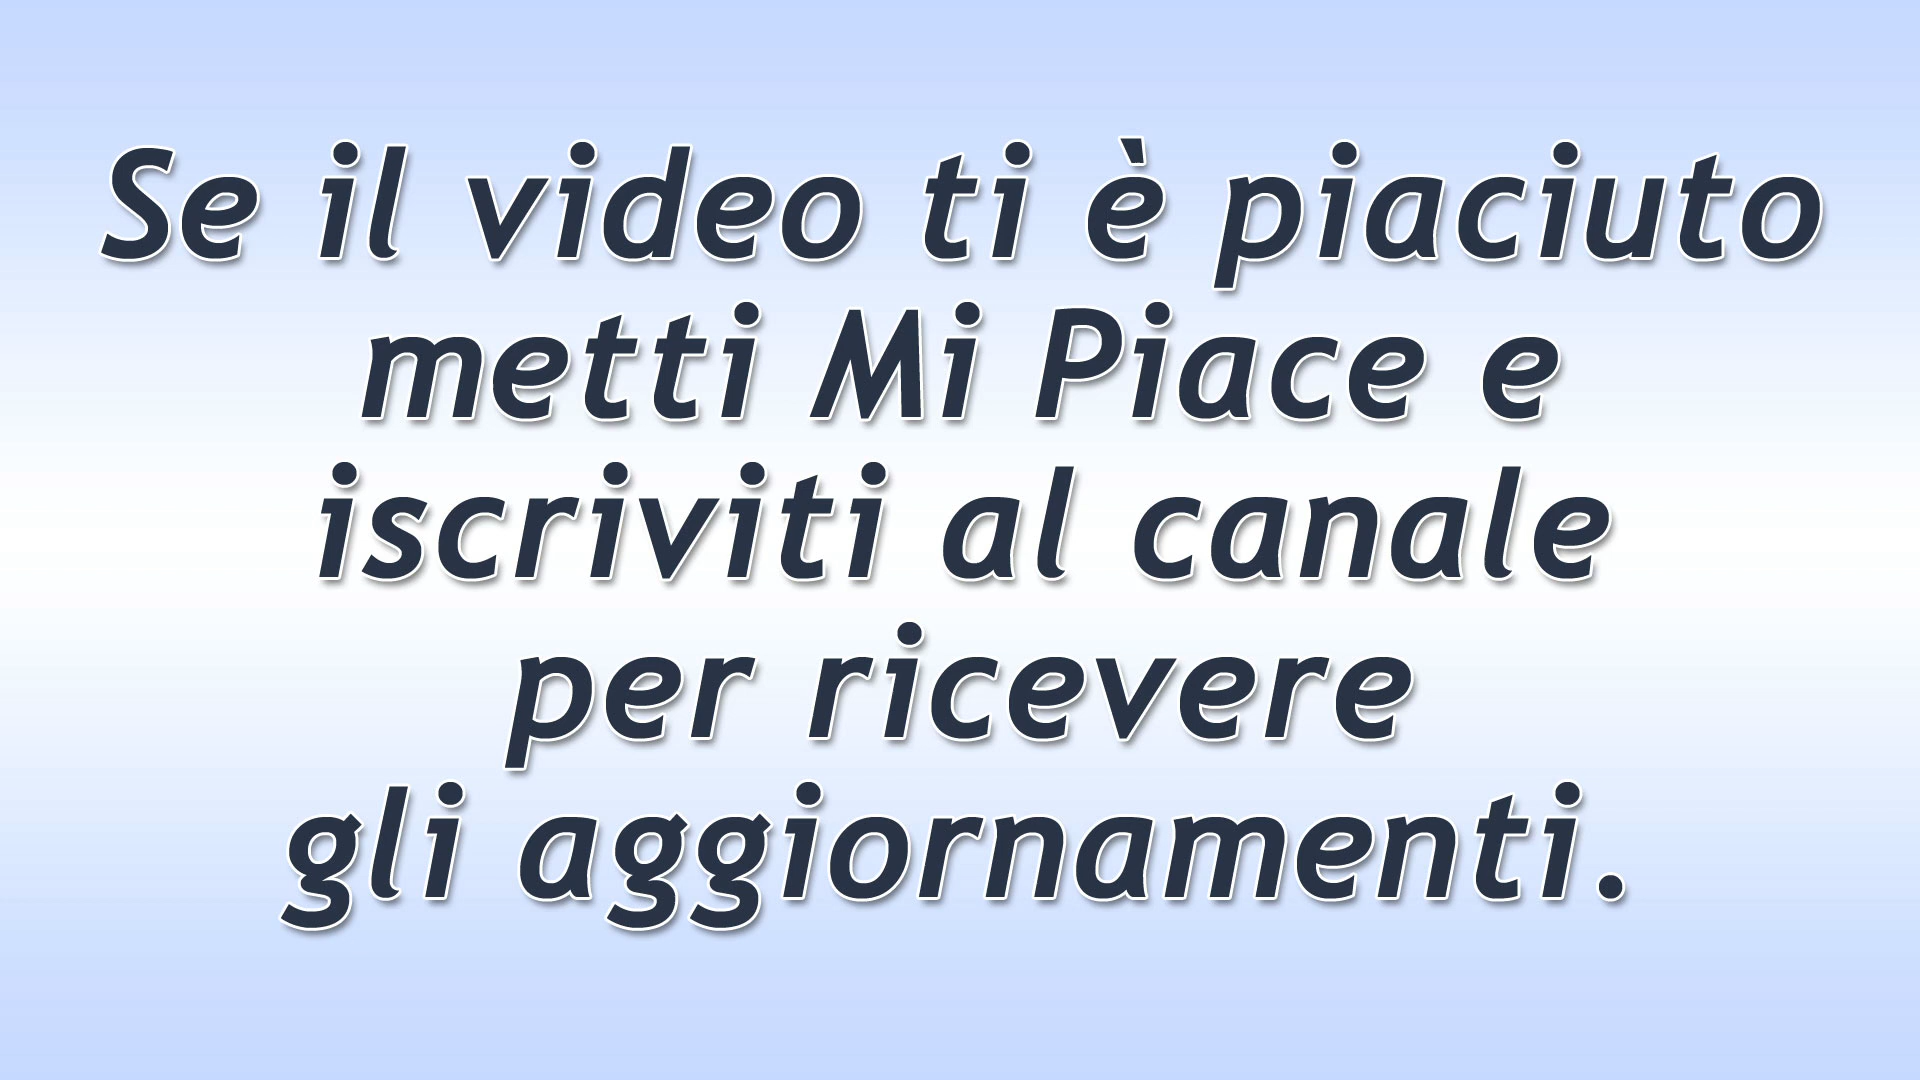 Se il video ti è piaciuto
metti Mi Piace e
iscriviti al canale
per ricevere
gli aggiornamenti.